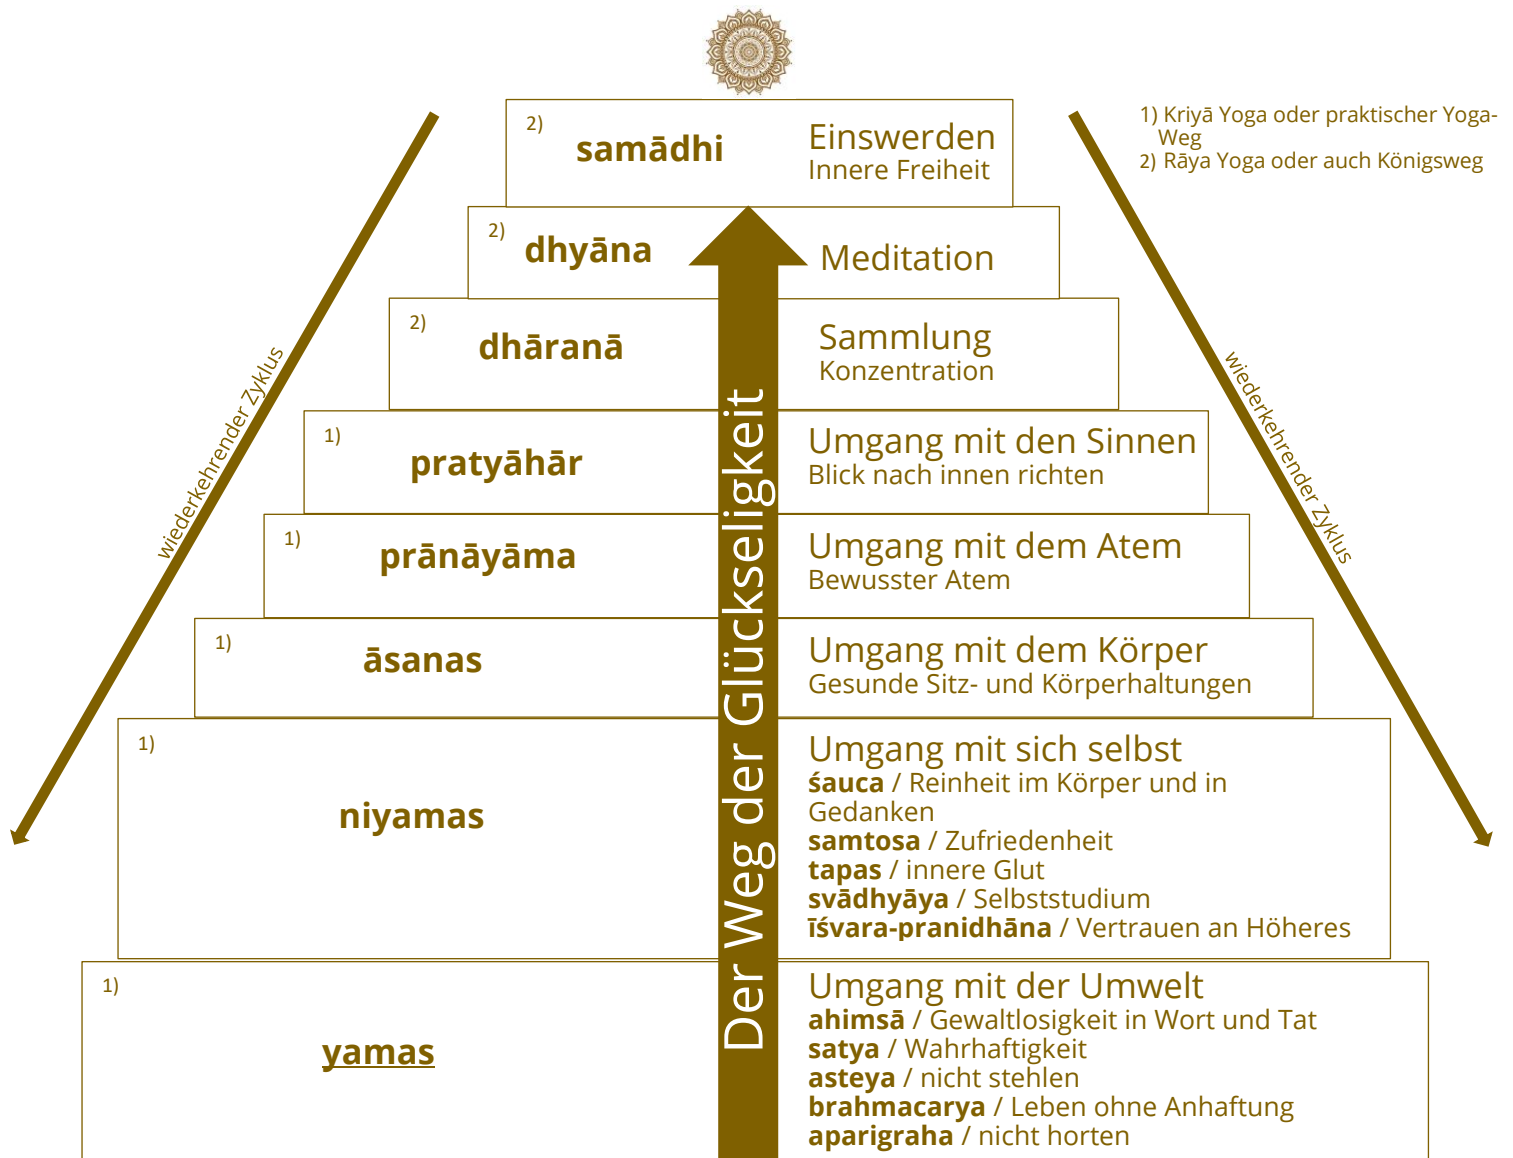 1) Kriyā Yoga oder praktischer Yoga-
Weg
2) Rāya Yoga oder auch Königsweg
2)
samādhi
Einswerden
Innere Freiheit
2)
dhyāna
Meditation
2)
dhāranā
Sammlung
Konzentration
1)
pratyāhār
Umgang mit den Sinnen
Blick nach innen richten
1)
prānāyāma
Umgang mit dem Atem
Bewusster Atem
1)
āsanas
Umgang mit dem Körper
Gesunde Sitz- und Körperhaltungen
1)
niyamas
Umgang mit sich selbst
śauca / Reinheit im Körper und in
Gedanken
samtosa / Zufriedenheit
tapas / innere Glut
svādhyāya / Selbststudium
īśvara-pranidhāna / Vertrauen an Höheres
1)
yamas
Umgang mit der Umwelt
ahimsā / Gewaltlosigkeit in Wort und Tat
satya / Wahrhaftigkeit
asteya / nicht stehlen
brahmacarya / Leben ohne Anhaftung
aparigraha / nicht horten
Der Weg der Glückseligkeit
wiederkehrender Zyklus
wiederkehrender Zyklus